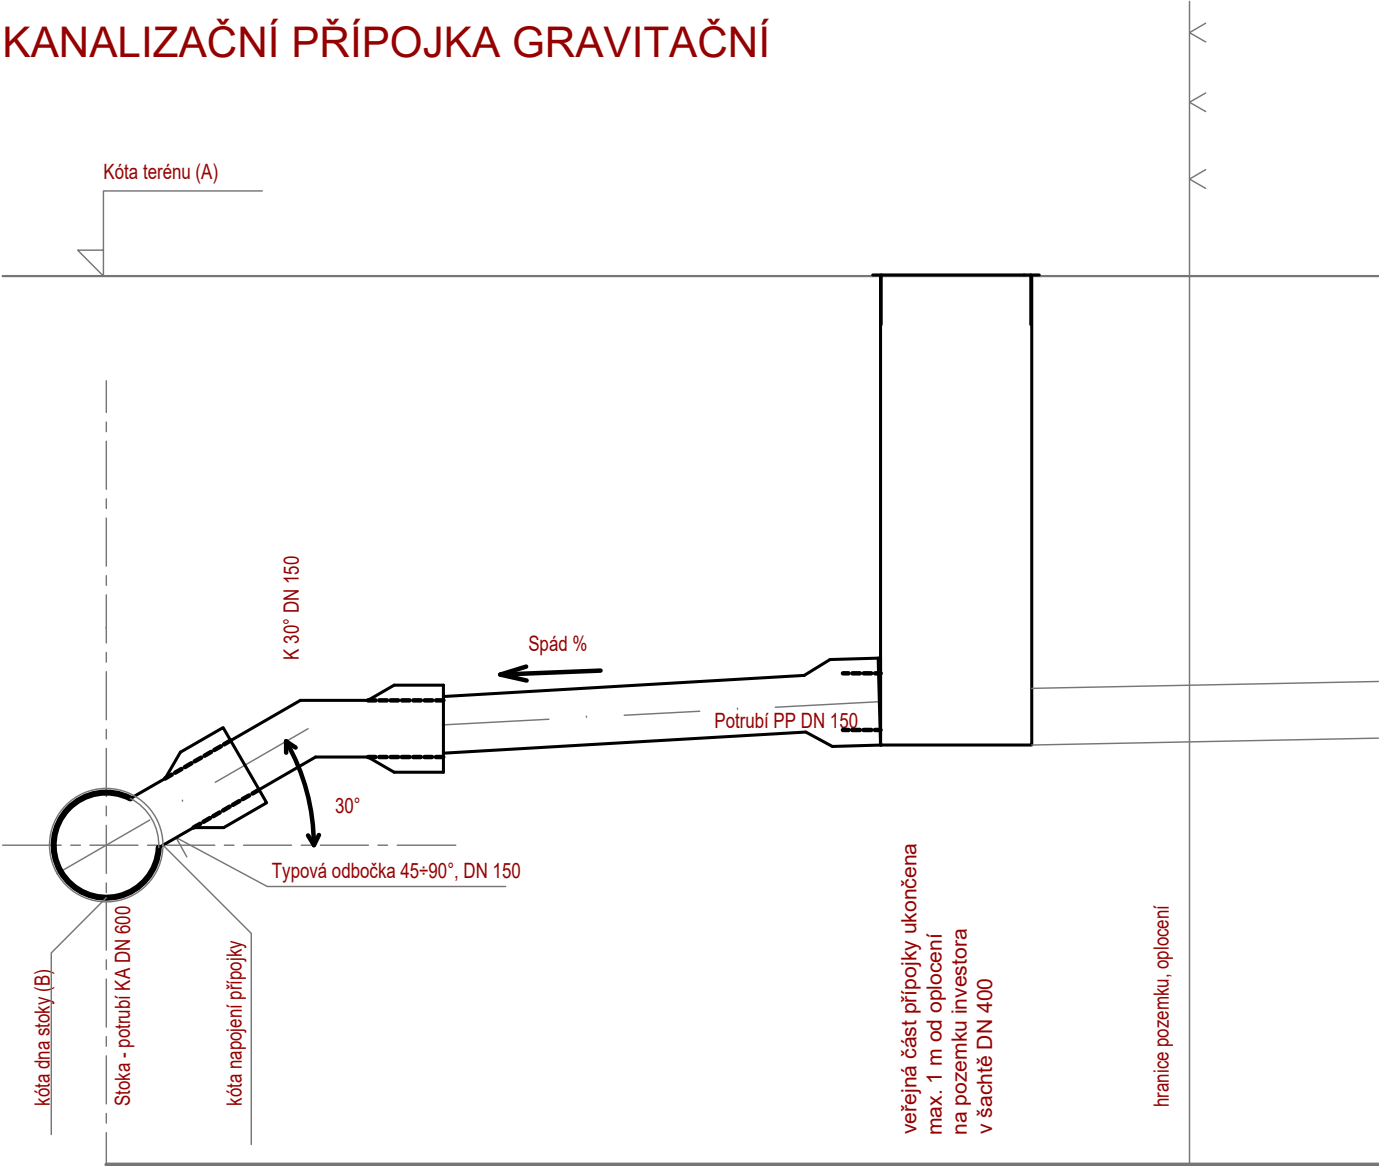 KANALIZAČNÍ PŘÍPOJKA GRAVITAČNÍ
Kóta terénu (A)
K 30° DN 150
Spád %
Potrubí PP DN 150
30°
Typová odbočka 45÷90°, DN 150
kóta dna stoky (B)
Stoka - potrubí KA DN 600
kóta napojení přípojky
veřejná část přípojky ukončena
max. 1 m od oplocení
na pozemku investora
v šachtě DN 400
hranice pozemku, oplocení